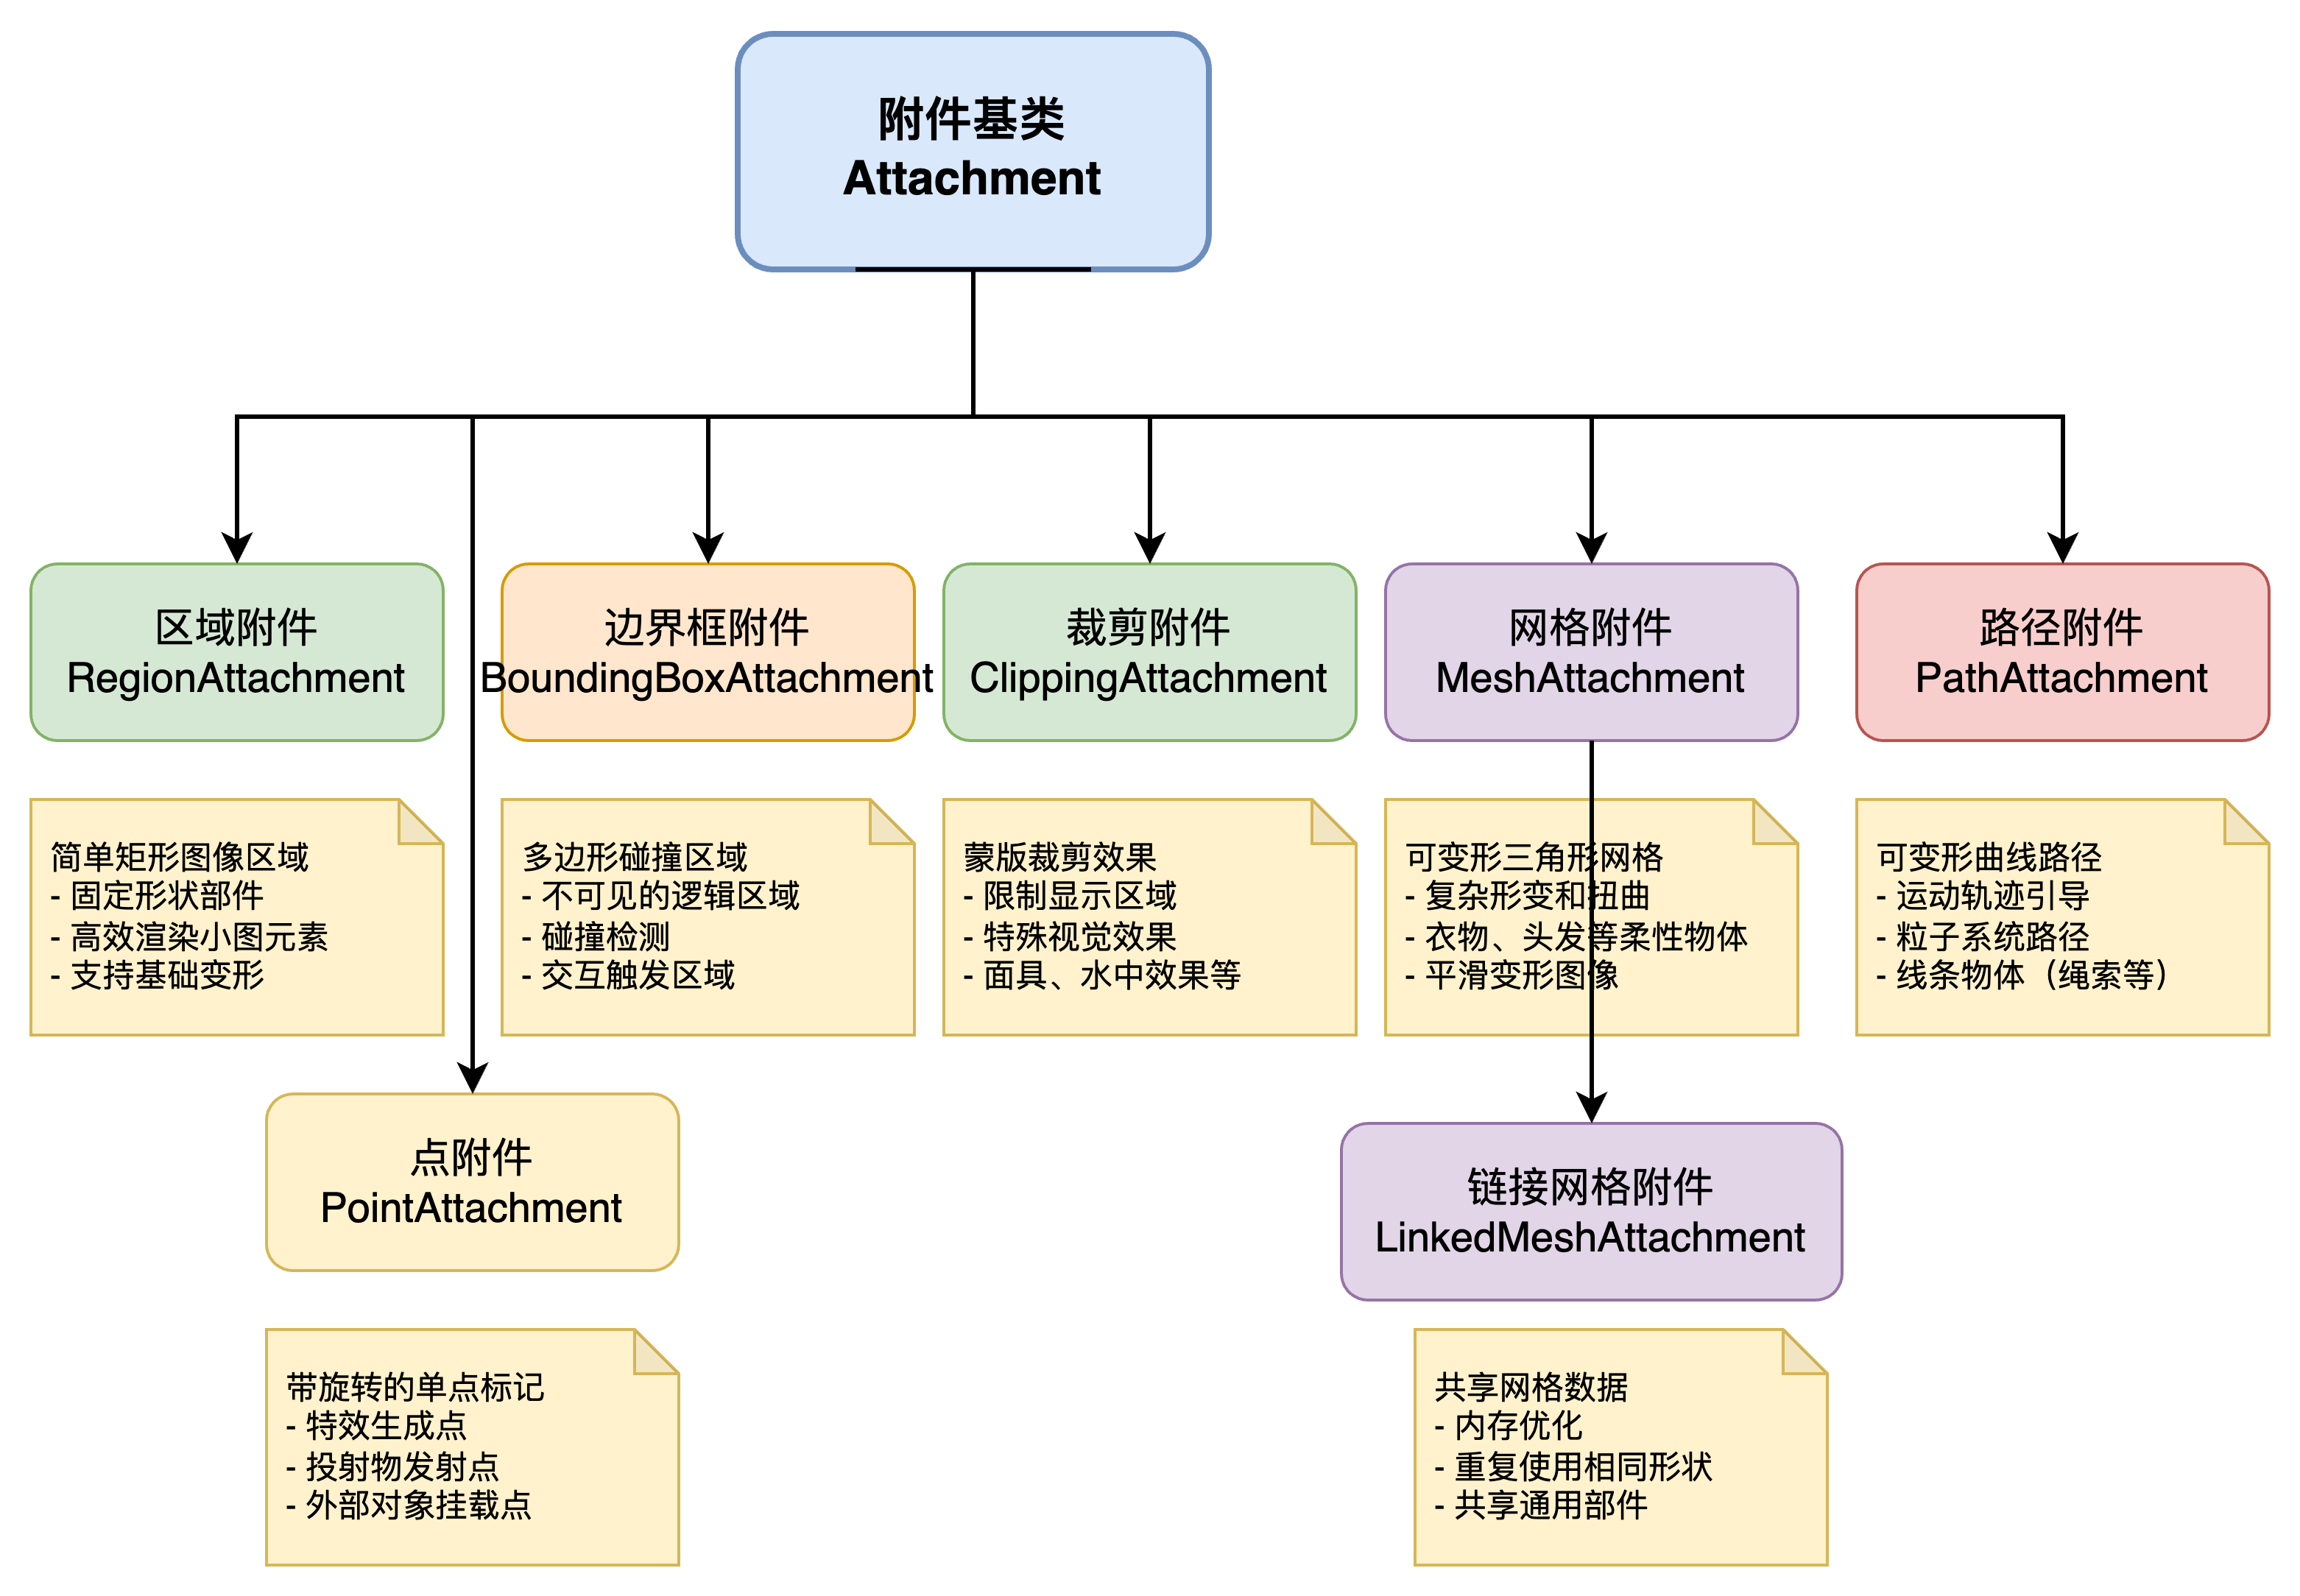 附件基类
Attachment
区域附件
RegionAttachment
边界框附件
BoundingBoxAttachment
裁剪附件
ClippingAttachment
网格附件
MeshAttachment
路径附件
PathAttachment
简单矩形图像区域
- 固定形状部件
- 高效渲染小图元素
- 支持基础变形
多边形碰撞区域
- 不可见的逻辑区域
- 碰撞检测
- 交互触发区域
蒙版裁剪效果
- 限制显示区域
- 特殊视觉效果
- 面具、水中效果等
可变形三角形网格
- 复杂形变和扭曲
- 衣物、头发等柔性物体
- 平滑变形图像
可变形曲线路径
- 运动轨迹引导
- 粒子系统路径
- 线条物体（绳索等）
点附件
PointAttachment
链接网格附件
LinkedMeshAttachment
带旋转的单点标记
- 特效生成点
- 投射物发射点
- 外部对象挂载点
共享网格数据
- 内存优化
- 重复使用相同形状
- 共享通用部件